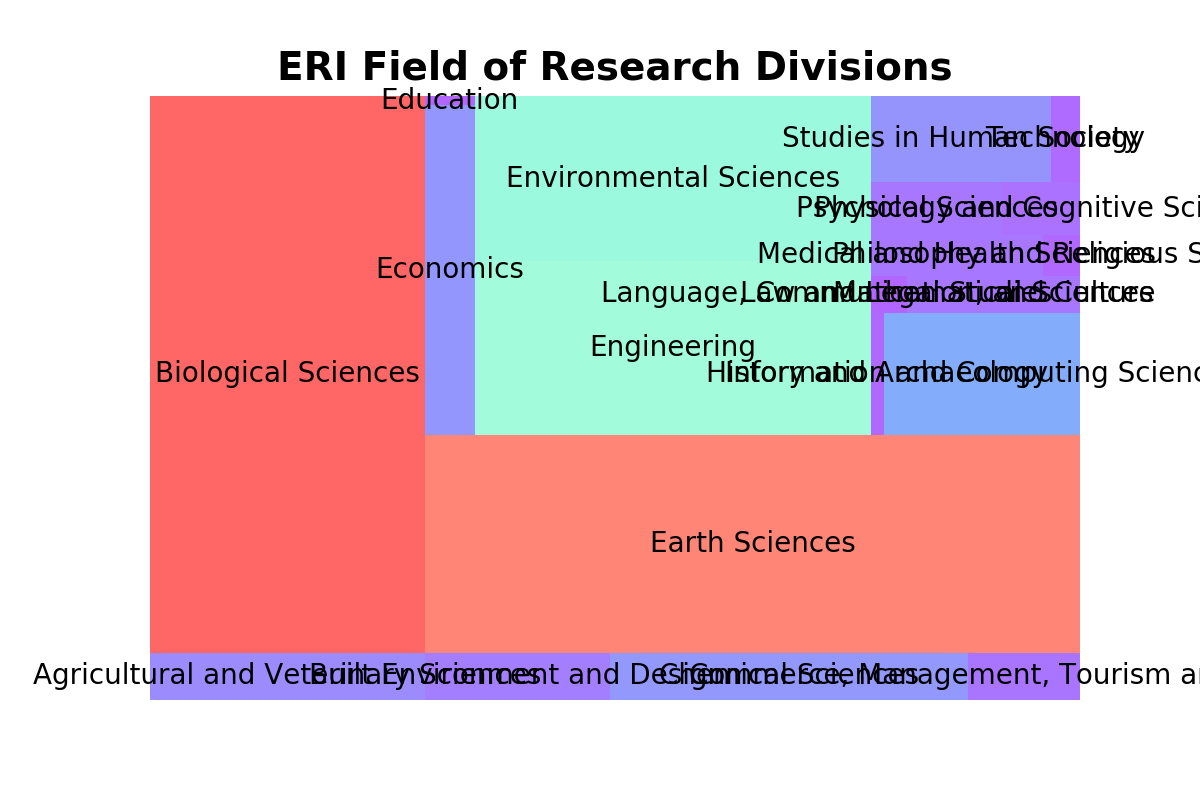 ERI Field of Research Divisions
Education
Studies in Human Society
Technology
Environmental Sciences
Psychology and Cognitive Sci
Physical Sciences
Medical and Health Sciences
Philosophy and Religious S
Economics
Language, Communication and Culture
Law and Legal Studies
Mathematical Sciences
Engineering
Biological Sciences
History and Archaeology
Information and Computing Scienc
Earth Sciences
Agricultural and Veterinary Sciences
Built Environment and Design
Chemical Sciences
Commerce, Management, Tourism an